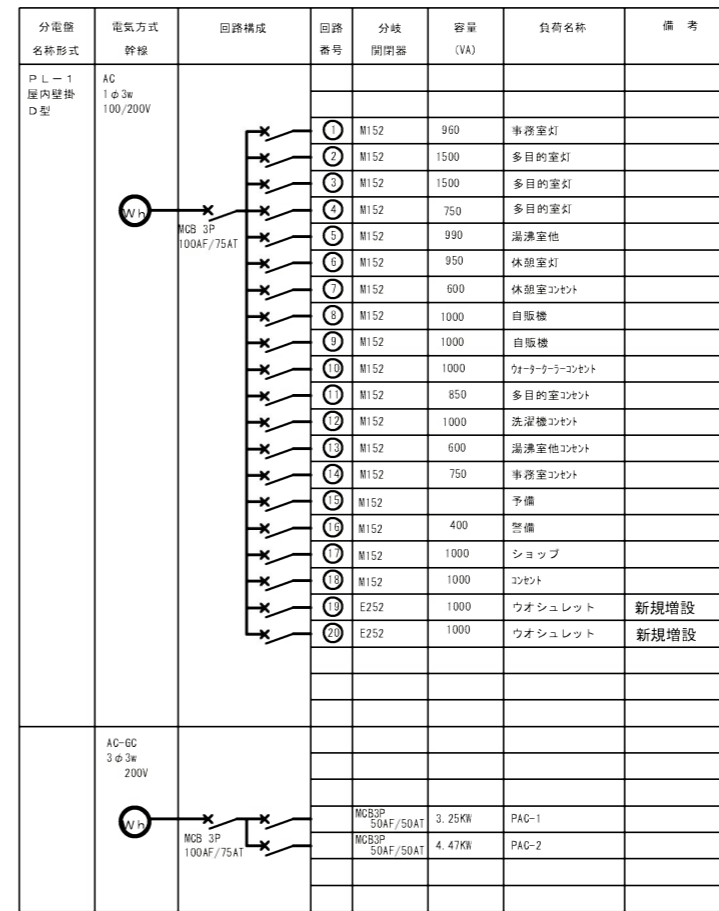 分電盤 電気方式 回路構成 回路 分岐 容量 負荷名称 備 考
名称形式 幹線 番号 開閉器 (VA)
PL-1 AC
屋内壁掛 1φ3w
D型 100/200V
1 M152 960 事務室灯
2 M152 1500 多目的室灯
3 M152 1500 多目的室灯
Wh 4 M152 750 多目的室灯
MCB 3P 5 M152 990 湯沸室他
100AF/75AT
6 M152 950 休憩室灯
7 M152 600 休憩室コンセント
8 M152 1000 自販機
9 M152 1000 自販機
10 M152 1000 ウォータークーラーコンセント
11 M152 850 多目的室コンセント
12 M152 1000 洗濯機コンセント
13 M152 600 湯沸室他コンセント
14 M152 750 事務室コンセント
15 M152 予備
16 M152 400 警備
17 M152 1000 ショップ
18 M152 1000 コンセント
19 E252 1000 ウオシュレット 新規増設
20 E252 1000 ウオシュレット 新規増設
AC-GC
3φ3w
200V
Wh MCB3P 50AF/50AT 3.25KW PAC-1
MCB 3P
100AF/75AT
MCB3P 50AF/50AT 4.47KW PAC-2